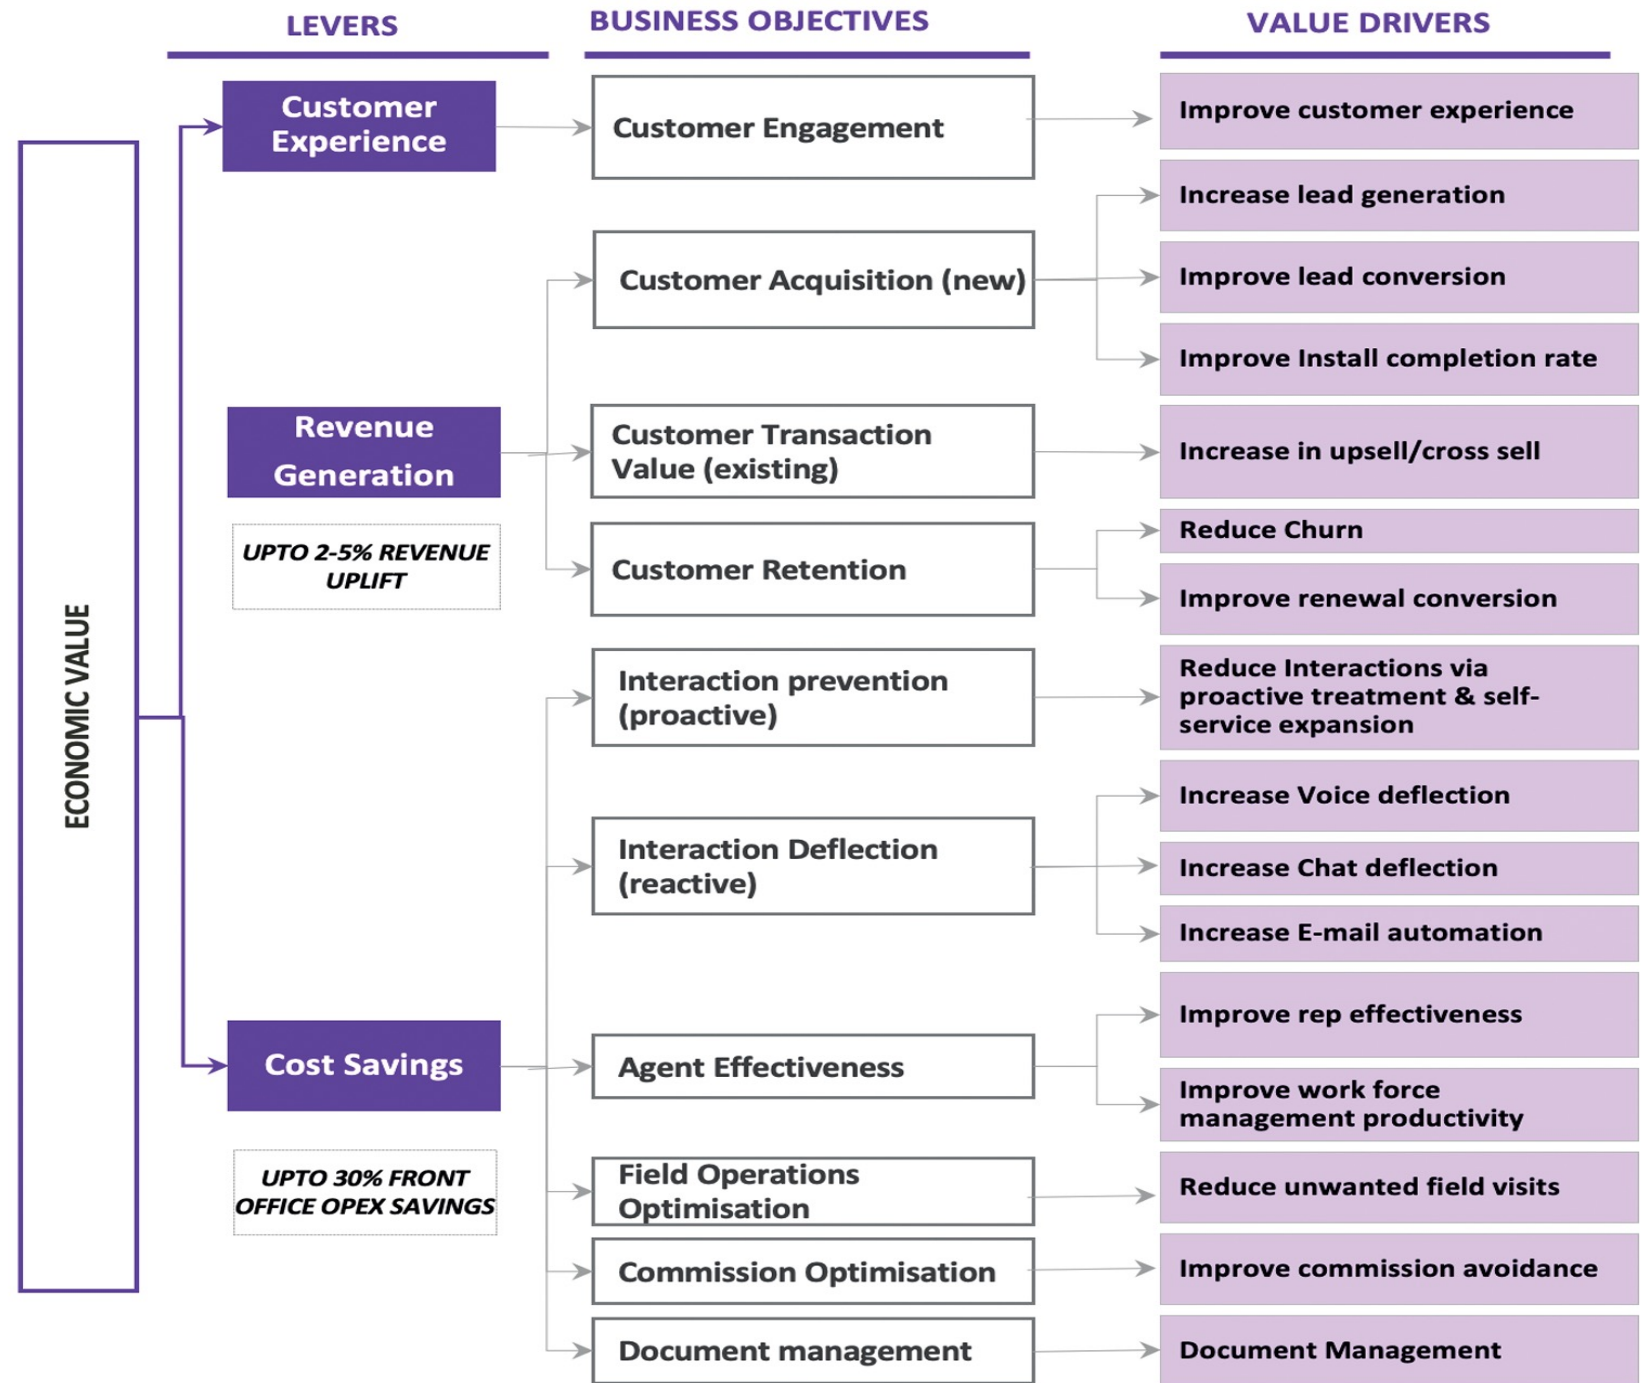 LEVERS
BUSINESS OBJECTIVES
VALUE DRIVERS
ECONOMIC VALUE
Customer
Experience
Customer Engagement
Improve customer experience
Revenue
Generation
UPTO 2-5% REVENUE
UPLIFT
Customer Acquisition (new)
Increase lead generation
Improve lead conversion
Improve Install completion rate
Customer Transaction
Value (existing)
Increase in upsell/cross sell
Customer Retention
Reduce Churn
Improve renewal conversion
Cost Savings
UPTO 30% FRONT
OFFICE OPEX SAVINGS
Interaction prevention
(proactive)
Reduce Interactions via
proactive treatment & self-
service expansion
Interaction Deflection
(reactive)
Increase Voice deflection
Increase Chat deflection
Increase E-mail automation
Agent Effectiveness
Improve rep effectiveness
Improve work force
management productivity
Field Operations
Optimisation
Reduce unwanted field visits
Commission Optimisation
Improve commission avoidance
Document management
Document Management